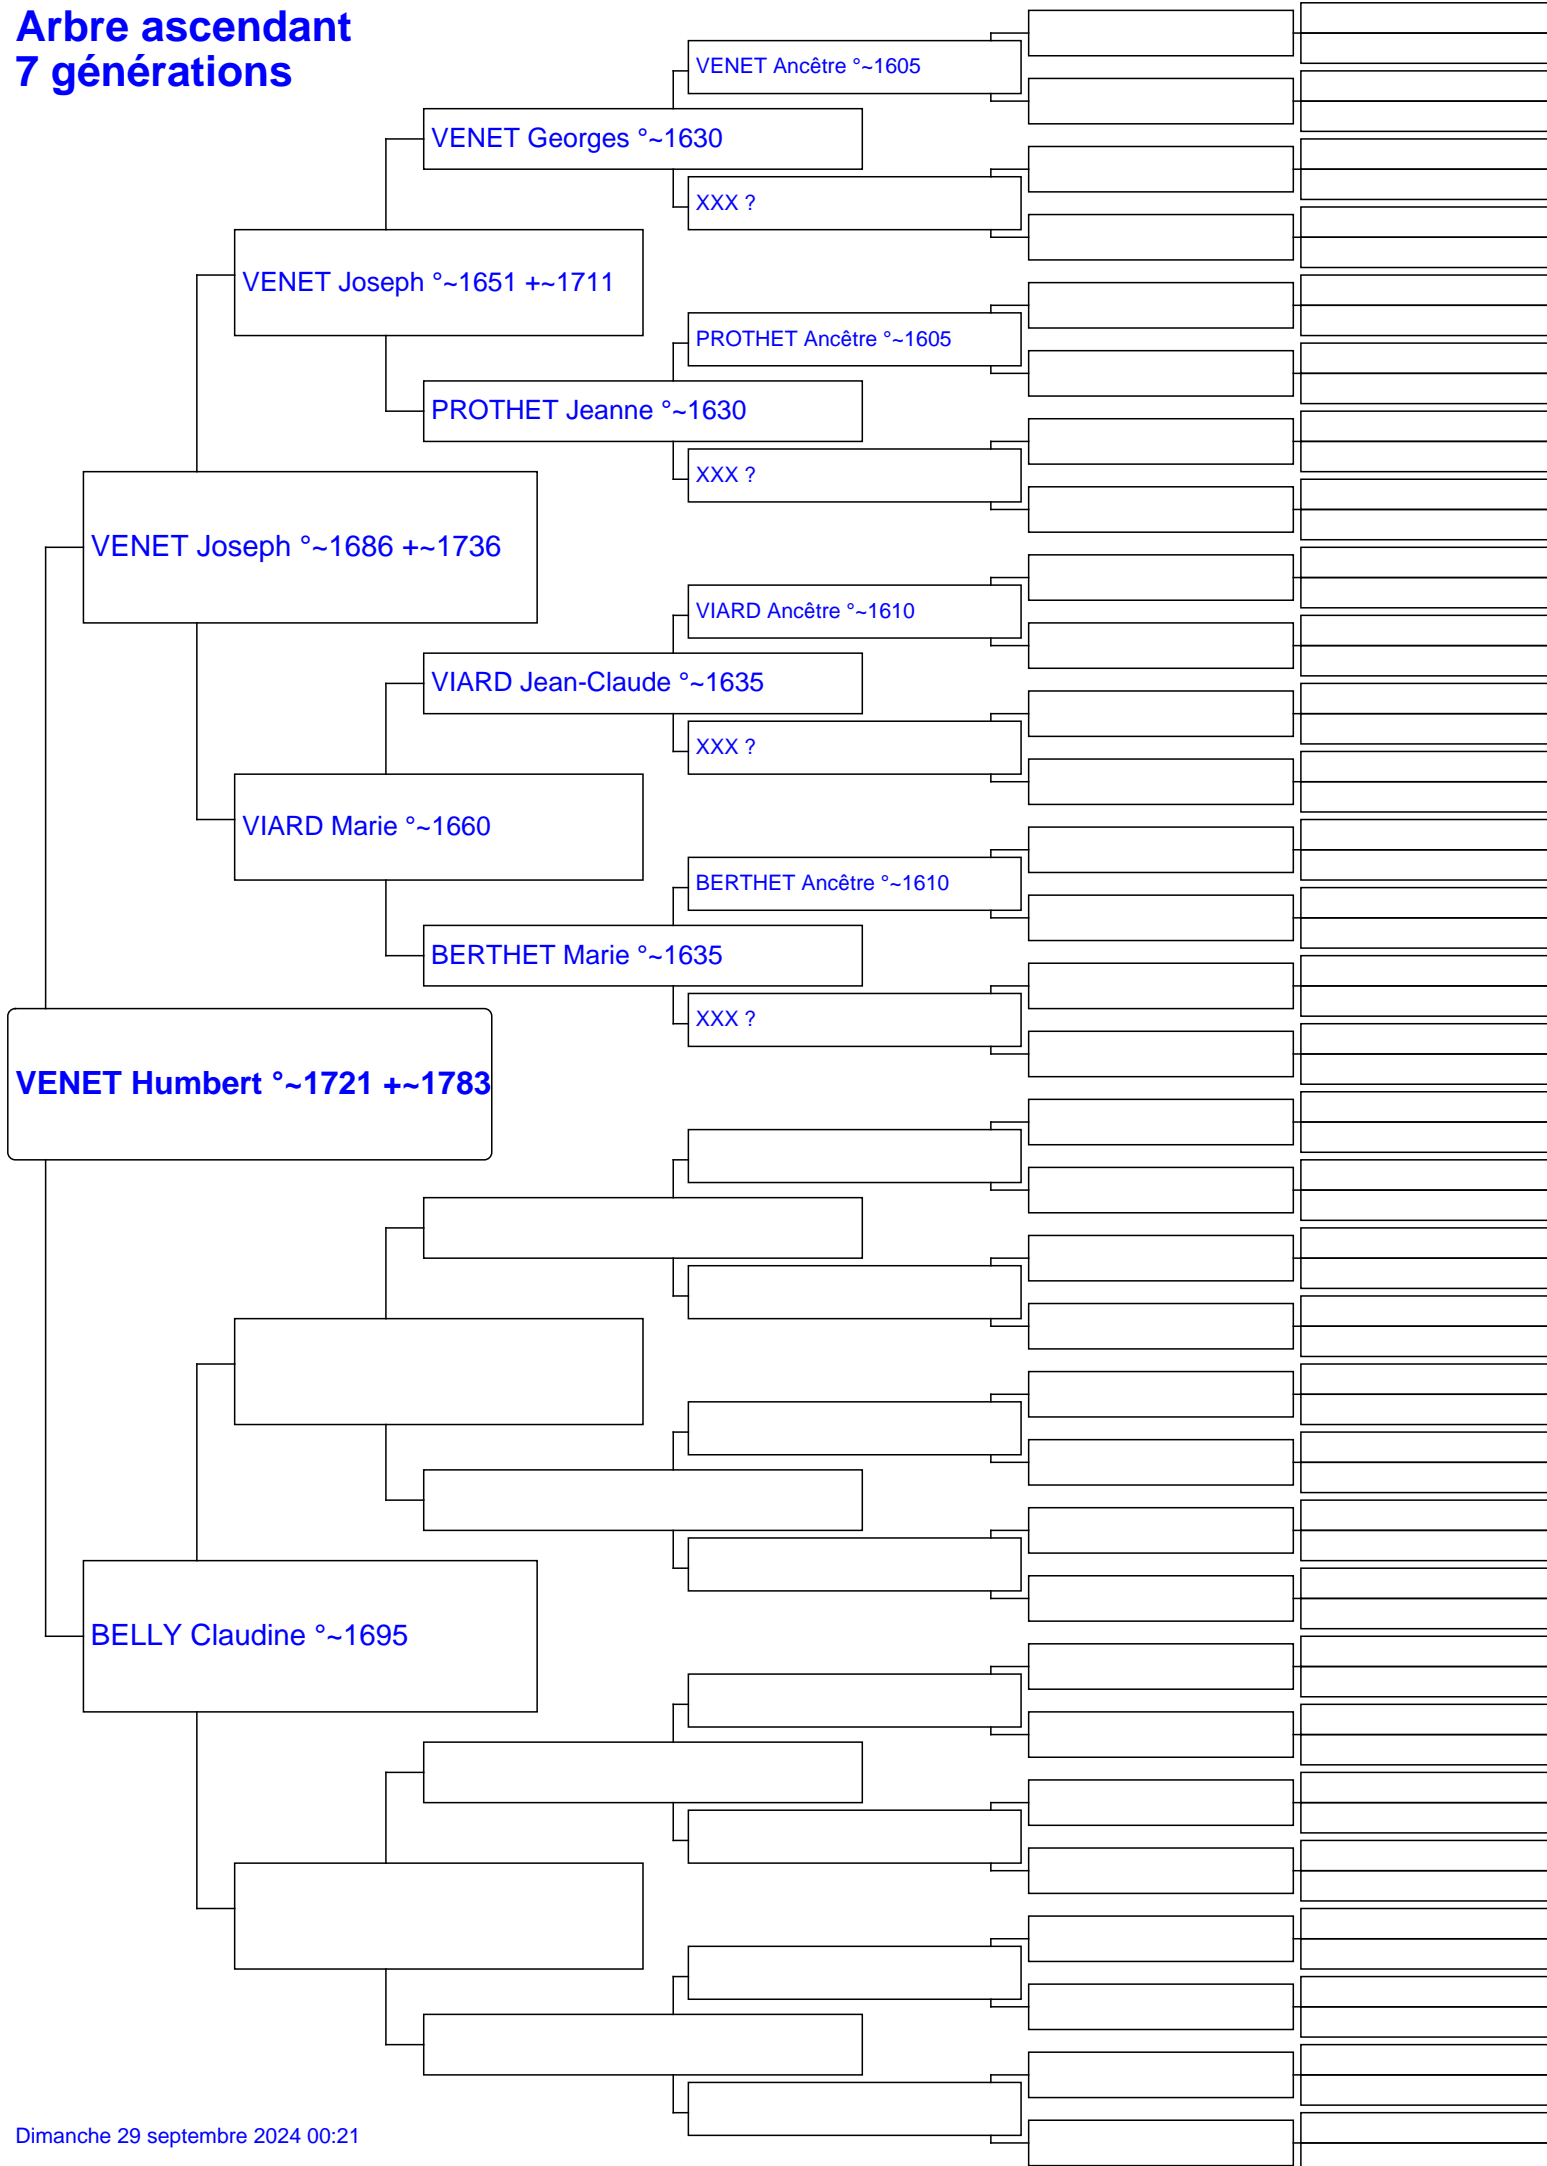 Arbre ascendant
7 générations
VENET Ancêtre °~1605
VENET Georges °~1630
XXX ?
VENET Joseph °~1651 +~1711
PROTHET Ancêtre °~1605
PROTHET Jeanne °~1630
XXX ?
VENET Joseph °~1686 +~1736
VIARD Ancêtre °~1610
VIARD Jean-Claude °~1635
XXX ?
VIARD Marie °~1660
BERTHET Ancêtre °~1610
BERTHET Marie °~1635
XXX ?
VENET Humbert °~1721 +~1783
BELLY Claudine °~1695
Dimanche 29 septembre 2024 00:21